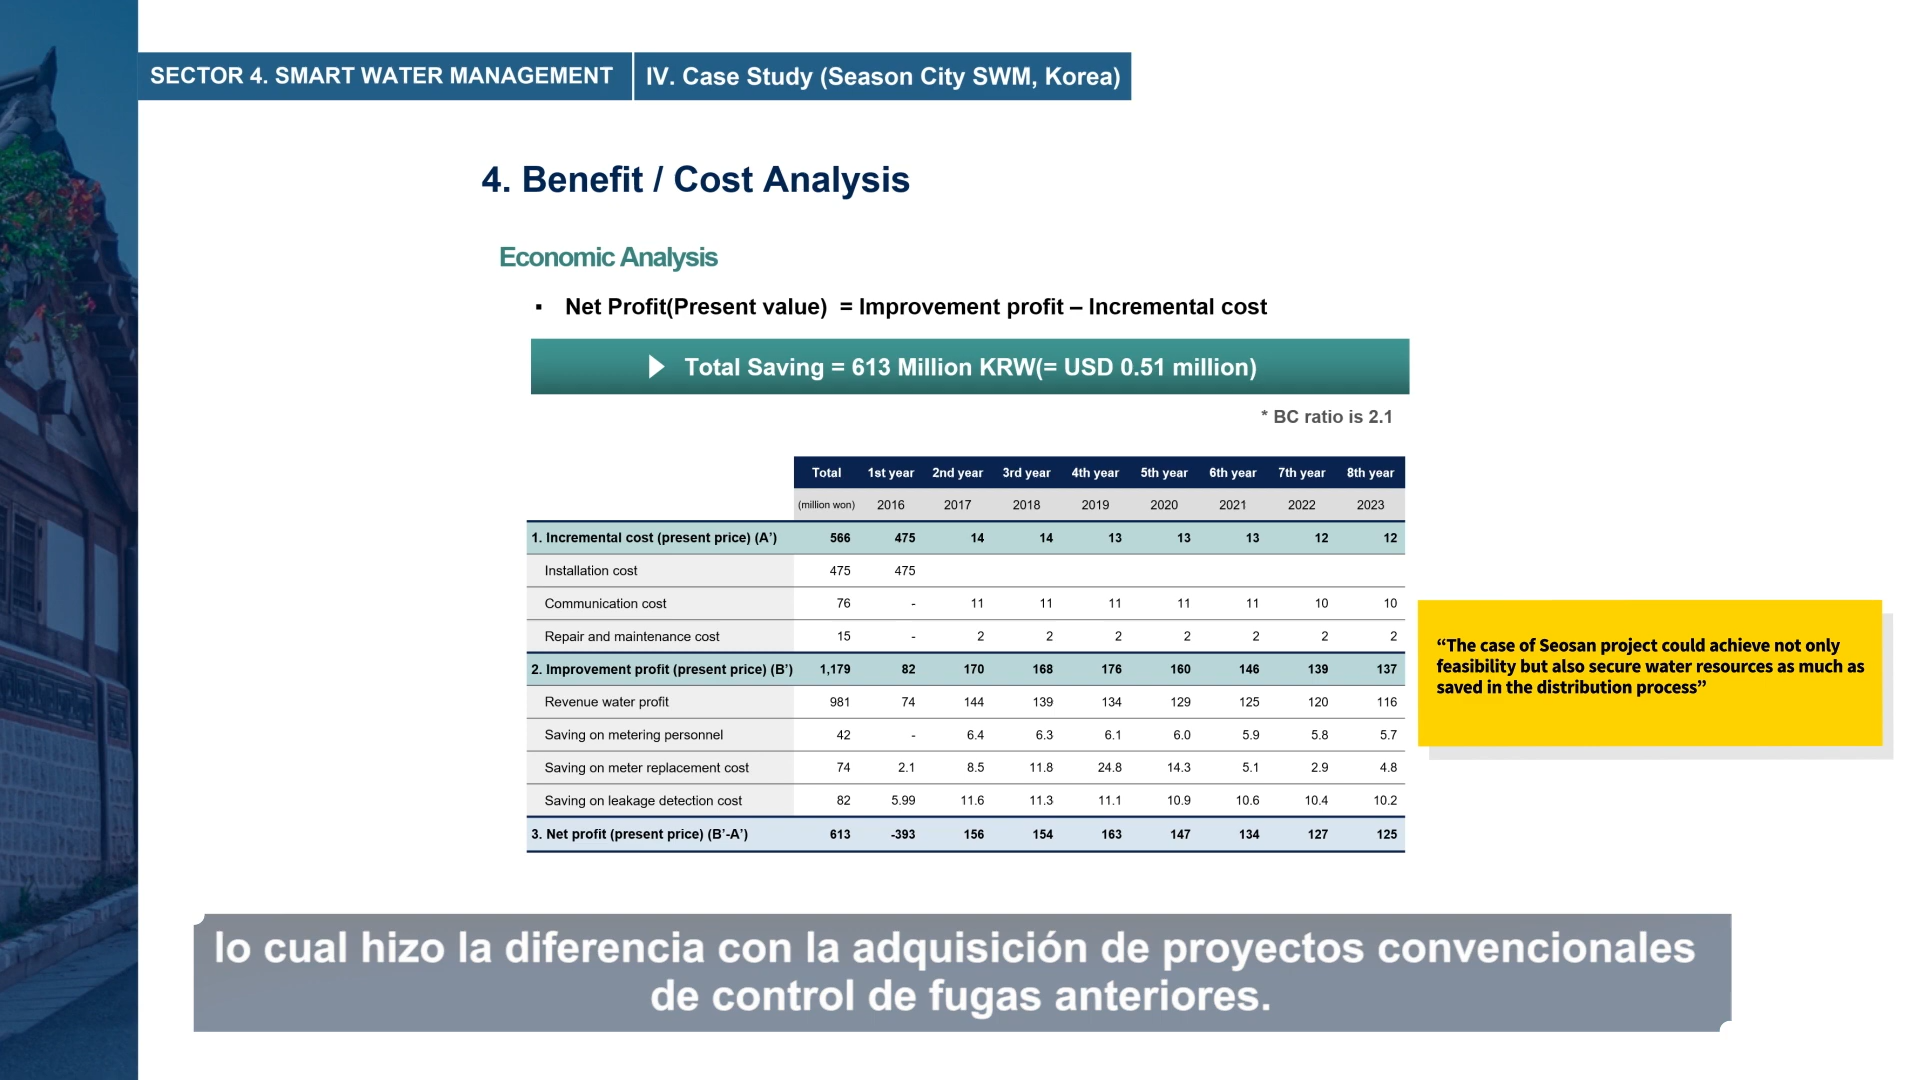 SECTOR 4. SMART WATER MANAGEMENT
IV. Case Study (Season City SWM, Korea)
4. Benefit / Cost Analysis
Economic Analysis
▪ Net Profit(Present value) = Improvement profit – Incremental cost
Total Saving = 613 Million KRW(= USD 0.51 million)
* BC ratio is 2.1
Total 1st year 2nd year 3rd year 4th year 5th year 6th year 7th year 8th year
(million won) 2016 2017 2018 2019 2020 2021 2022 2023
1. Incremental cost (present price) (A’) 566 475 14 14 13 13 13 12 12
Installation cost 475 475
Communication cost 76 - 11 11 11 11 11 10 10
Repair and maintenance cost 15 - 2 2 2 2 2 2 2
2. Improvement profit (present price) (B’) 1,179 82 170 168 176 160 146 139 137
Revenue water profit 981 74 144 139 134 129 125 120 116
Saving on metering personnel 42 - 6.4 6.3 6.1 6.0 5.9 5.8 5.7
Saving on meter replacement cost 74 2.1 8.5 11.8 24.8 14.3 5.1 2.9 4.8
Saving on leakage detection cost 82 5.99 11.6 11.3 11.1 10.9 10.6 10.4 10.2
3. Net profit (present price) (B’-A’) 613 -393 156 154 163 147 134 127 125
“The case of Seosan project could achieve not only
feasibility but also secure water resources as much as
saved in the distribution process”
lo cual hizo la diferencia con la adquisición de proyectos convencionales
de control de fugas anteriores.